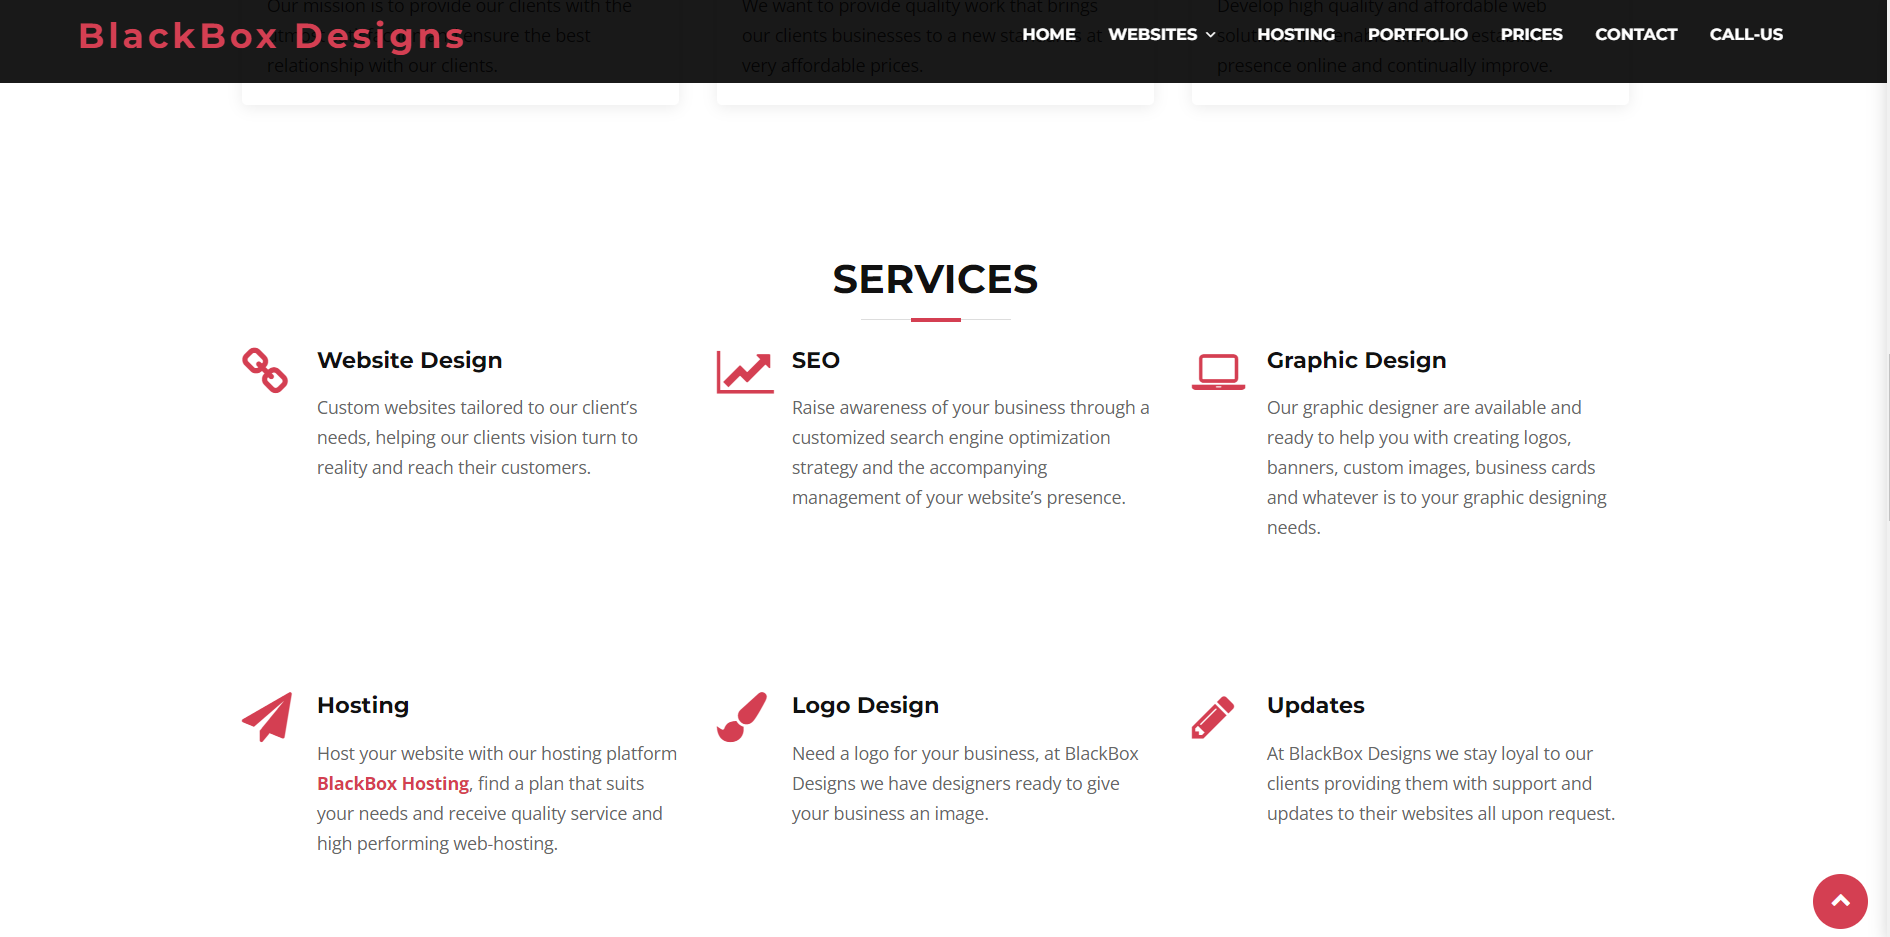 Our mission is to provide our clients with the
We want to provide quality work that brings
Develop high quality and affordable web
BlackBox Designs
HOME WEBSITES HOSTING PORTFOLIO PRICES CONTACT CALL-US
ensure the best
our clients businesses to a new at
relationship with our clients.
very affordable prices.
presence online and continually improve.
SERVICES
Website Design
Custom websites tailored to our client’s
needs, helping our clients vision turn to
reality and reach their customers.
SEO
Raise awareness of your business through a
customized search engine optimization
strategy and the accompanying
management of your website’s presence.
Graphic Design
Our graphic designer are available and
ready to help you with creating logos,
banners, custom images, business cards
and whatever is to your graphic designing
needs.
Hosting
Host your website with our hosting platform
BlackBox Hosting, find a plan that suits
your needs and receive quality service and
high performing web-hosting.
Logo Design
Need a logo for your business, at BlackBox
Designs we have designers ready to give
your business an image.
Updates
At BlackBox Designs we stay loyal to our
clients providing them with support and
updates to their websites all upon request.